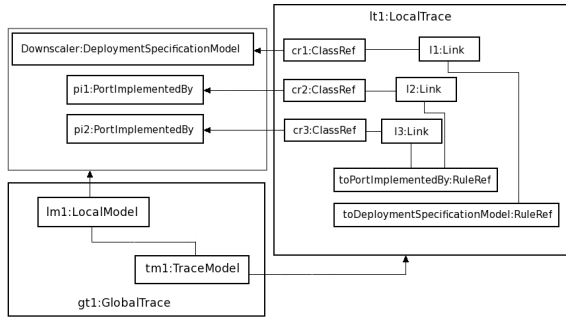 lt1:LocalTrace
Downscaler:DeploymentSpecificationModel
cr1:ClassRef
l1:Link
pi1:PortImplementedBy
cr2:ClassRef
l2:Link
pi2:PortImplementedBy
cr3:ClassRef
l3:Link
toPortImplementedBy:RuleRef
toDeploymentSpecificationModel:RuleRef
lm1:LocalModel
tm1:TraceModel
gt1:GlobalTrace